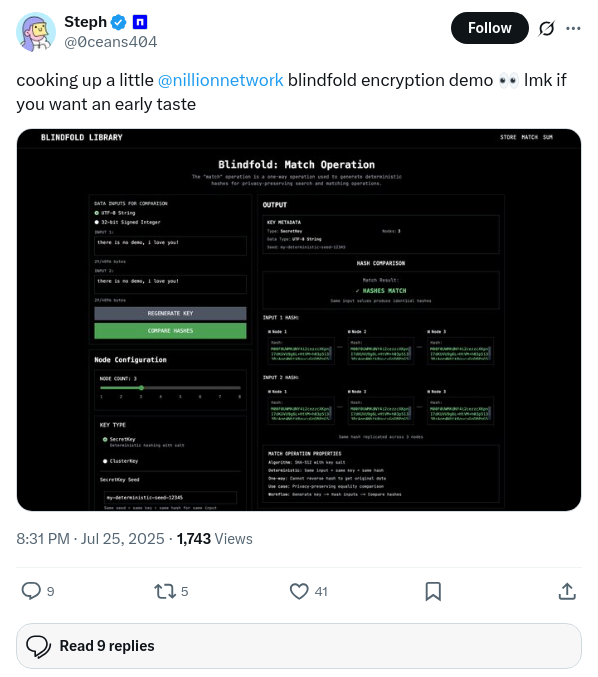 Steph
@0ceans404
Follow
cooking up a little @nillionnetwork blindfold encryption demo 👀 lmk if
you want an early taste
BLINDFOLD LIBRARY
STORE MATCH SUM
Blindfold: Match Operation
The "match" operation is a one-way operation used to generate deterministic
hashes for privacy-preserving search and matching operations.
DATA INPUTS FOR COMPARISON
UTF-8 String
32-bit Signed Integer
INPUT 1:
there is no demo, i love you!
INPUT 2:
there is no demo, i love you!
REGENERATE KEY
COMPARE HASHES
Node Configuration
NODE COUNT: 3
1 2 3 4 5 6 7 8
KEY TYPE
SecretKey
Deterministic hashing with salt
ClusterKey
SecretKey Seed
my-deterministic-seed-12345
Same seed = same key = same hash for same input
OUTPUT
KEY METADATA
Type: SecretKey
Nodes: 3
Data Type: UTF-8 String
Seed: my-deterministic-seed-12345
HASH COMPARISON
Match Result:
✓ HASHES MATCH
Same input values produce identical hashes
INPUT 1 HASH:
Node 1 Node 2 Node 3
Hash: Hash: Hash:
INPUT 2 HASH:
Node 1 Node 2 Node 3
Hash: Hash: Hash:
Same hash replicated across 3 nodes
MATCH OPERATION PROPERTIES
Algorithm: SHA-512 with key salt
Deterministic: Same input + same key = same hash
One-way: Cannot reverse hash to get original data
Use case: Privacy-preserving equality comparison
Workflow: Generate key → Hash inputs → Compare hashes
8:31 PM · Jul 25, 2025 · 1,743 Views
9 5 41
Read 9 replies